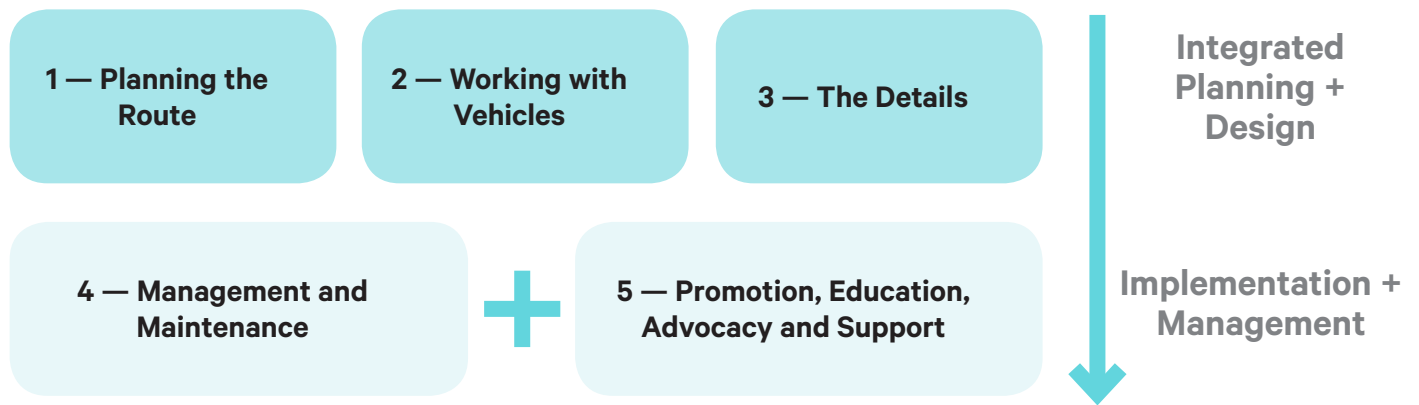 1 — Planning the
Route
2 — Working with
Vehicles
3 — The Details
Integrated
Planning +
Design
4 — Management and
Maintenance
5 — Promotion, Education,
Advocacy and Support
Implementation +
Management